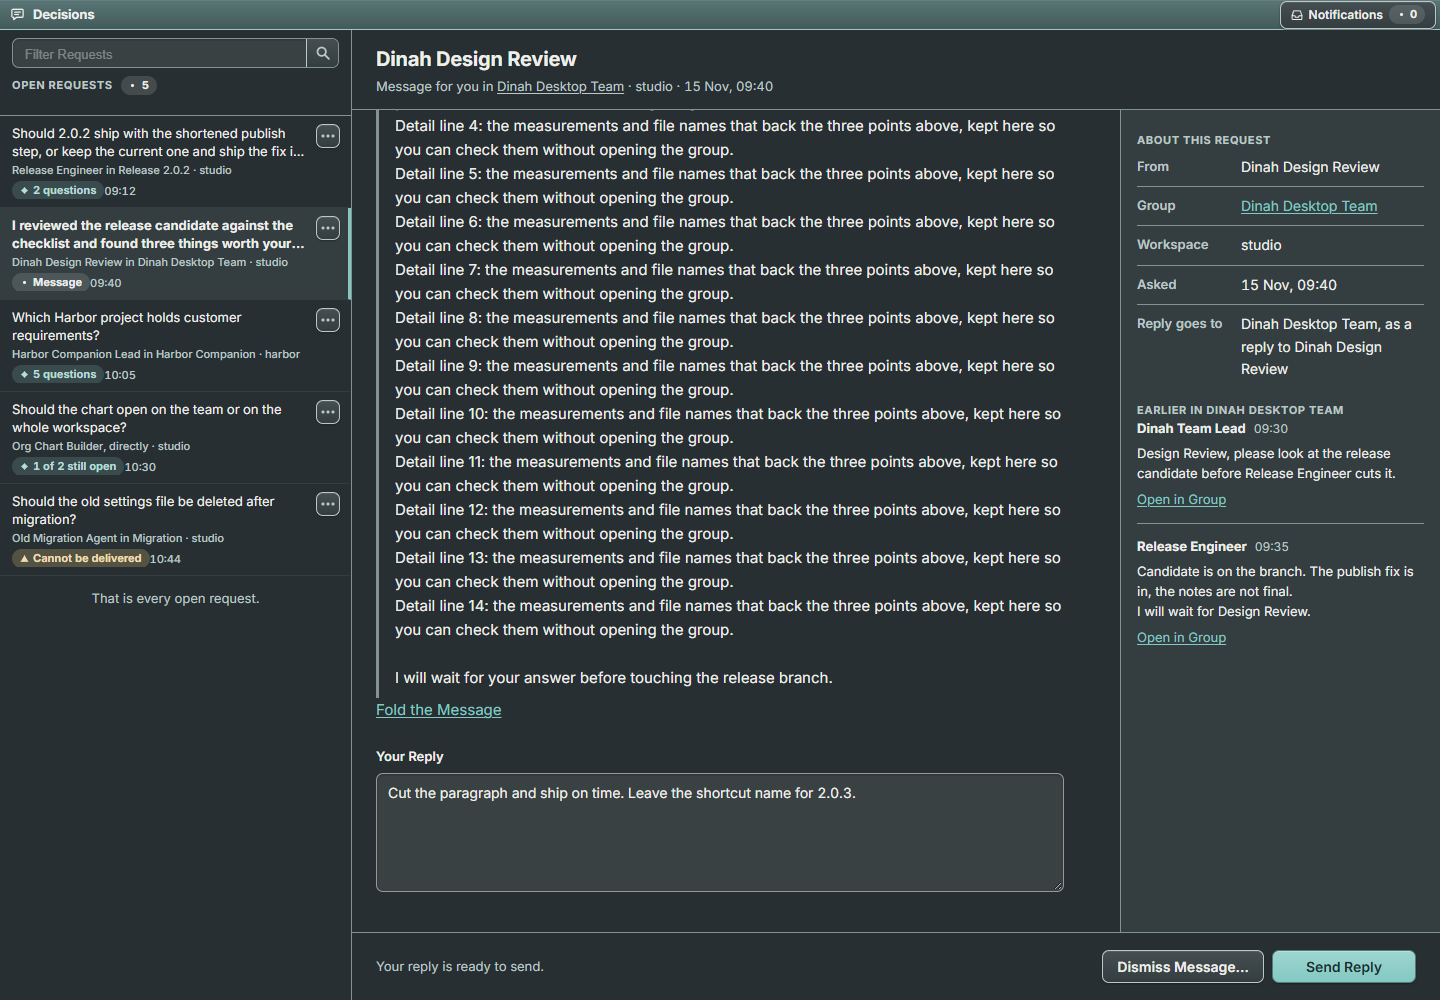 Decisions
Notifications • 0
Filter Requests
OPEN REQUESTS • 5
Should 2.0.2 ship with the shortened publish
step, or keep the current one and ship the fix i...
Release Engineer in Release 2.0.2 · studio
2 questions 09:12
I reviewed the release candidate against the
checklist and found three things worth your...
Dinah Design Review in Dinah Desktop Team · studio
• Message 09:40
Which Harbor project holds customer
requirements?
Harbor Companion Lead in Harbor Companion · harbor
5 questions 10:05
Should the chart open on the team or on the
whole workspace?
Org Chart Builder, directly · studio
1 of 2 still open 10:30
Should the old settings file be deleted after
migration?
Old Migration Agent in Migration · studio
Cannot be delivered 10:44
That is every open request.
Dinah Design Review
Message for you in Dinah Desktop Team · studio · 15 Nov, 09:40
Detail line 4: the measurements and file names that back the three points above, kept here so
you can check them without opening the group.
Detail line 5: the measurements and file names that back the three points above, kept here so
you can check them without opening the group.
Detail line 6: the measurements and file names that back the three points above, kept here so
you can check them without opening the group.
Detail line 7: the measurements and file names that back the three points above, kept here so
you can check them without opening the group.
Detail line 8: the measurements and file names that back the three points above, kept here so
you can check them without opening the group.
Detail line 9: the measurements and file names that back the three points above, kept here so
you can check them without opening the group.
Detail line 10: the measurements and file names that back the three points above, kept here so
you can check them without opening the group.
Detail line 11: the measurements and file names that back the three points above, kept here so
you can check them without opening the group.
Detail line 12: the measurements and file names that back the three points above, kept here so
you can check them without opening the group.
Detail line 13: the measurements and file names that back the three points above, kept here so
you can check them without opening the group.
Detail line 14: the measurements and file names that back the three points above, kept here so
you can check them without opening the group.
I will wait for your answer before touching the release branch.
Fold the Message
Your Reply
Cut the paragraph and ship on time. Leave the shortcut name for 2.0.3.
Your reply is ready to send.
Dismiss Message...
Send Reply
ABOUT THIS REQUEST
From Dinah Design Review
Group Dinah Desktop Team
Workspace studio
Asked 15 Nov, 09:40
Reply goes to Dinah Desktop Team, as a
reply to Dinah Design
Review
EARLIER IN DINAH DESKTOP TEAM
Dinah Team Lead 09:30
Design Review, please look at the release
candidate before Release Engineer cuts it.
Open in Group
Release Engineer 09:35
Candidate is on the branch. The publish fix is
in, the notes are not final.
I will wait for Design Review.
Open in Group